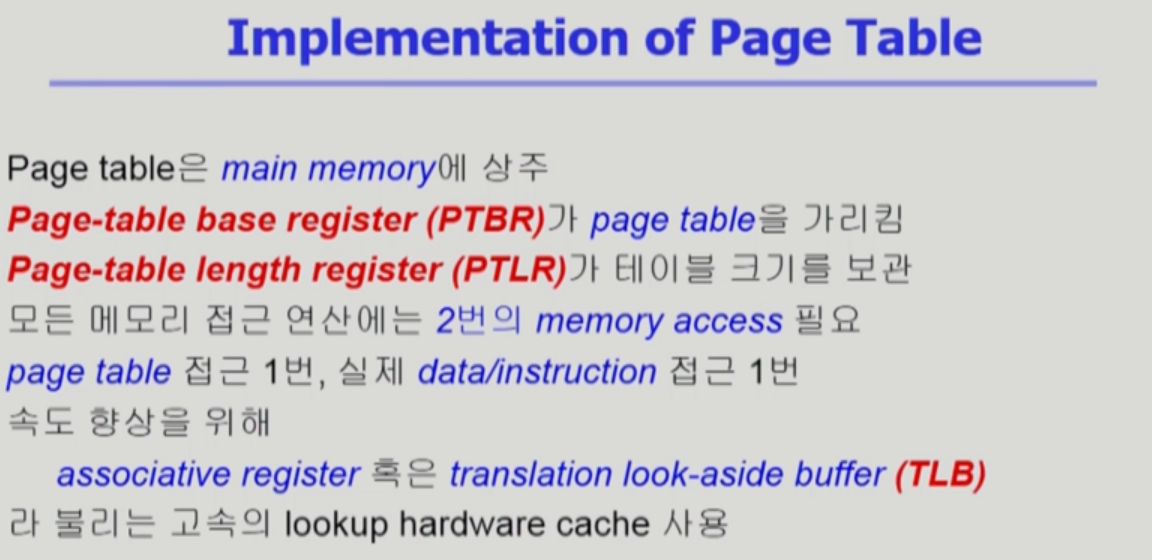 Implementation of Page Table
Page table은 main memory에 상주
Page-table base register (PTBR)가 page table을 가리킴
Page-table length register (PTLR)가 테이블 크기를 보관
모든 메모리 접근 연산에는 2번의 memory access 필요
page table 접근 1번, 실제 data/instruction 접근 1번
속도 향상을 위해
associative register 혹은 translation look-aside buffer (TLB)
라 불리는 고속의 lookup hardware cache 사용